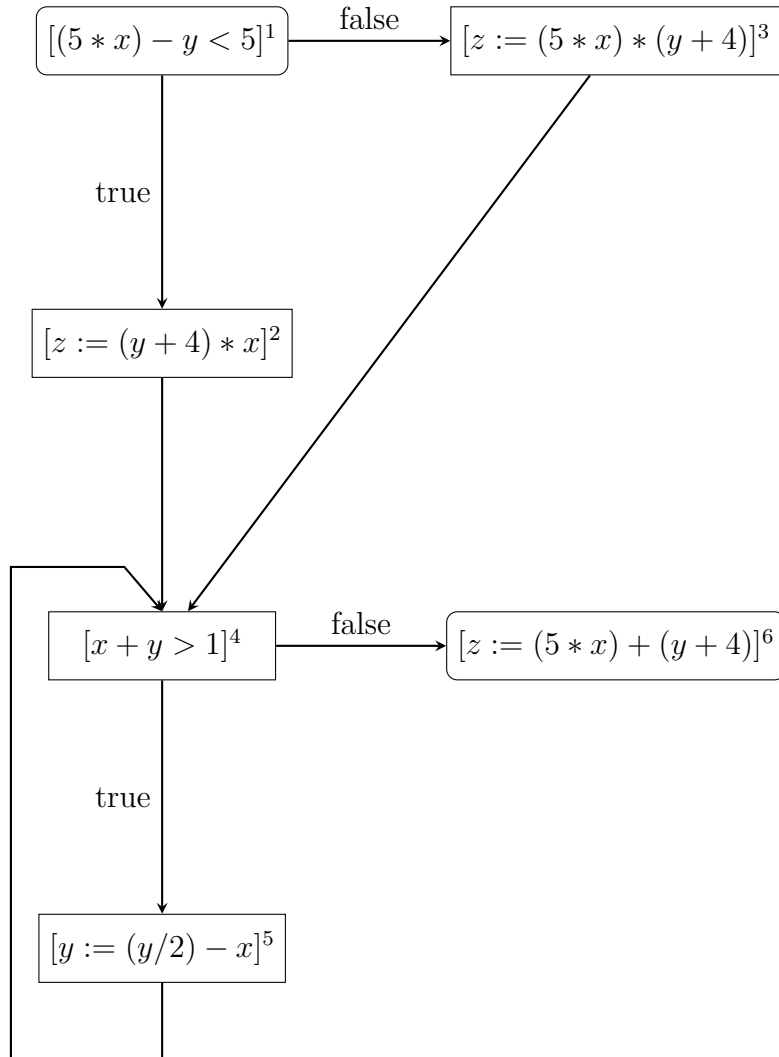 [(5 * x) − y < 5]^1
false
[z := (5 * x) * (y + 4)]^3
true
[z := (y + 4) * x]^2
[x + y > 1]^4
false
[z := (5 * x) + (y + 4)]^6
true
[y := (y/2) − x]^5